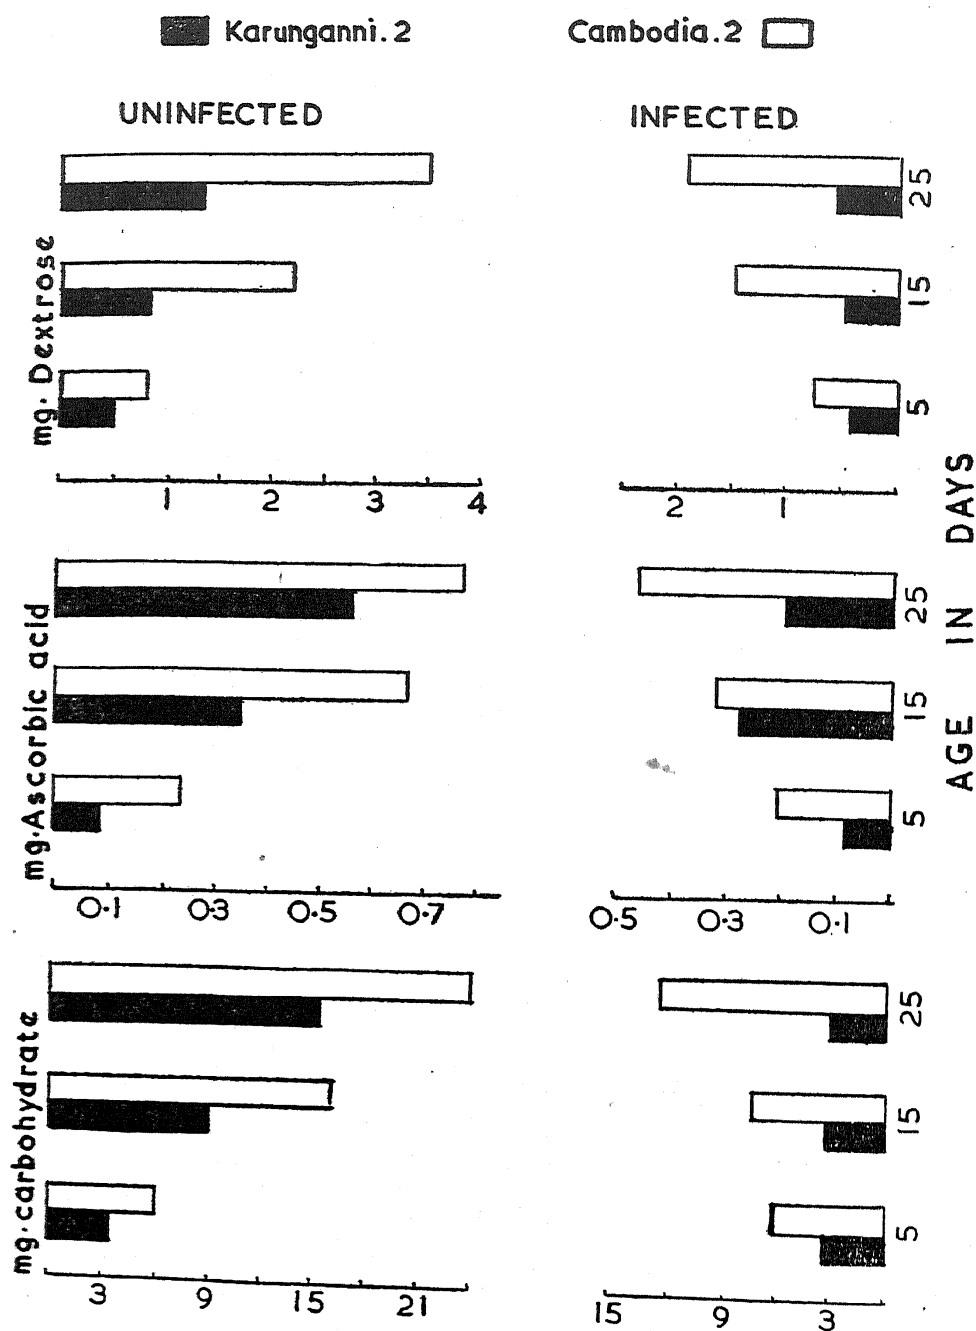 Karunganni.2 Cambodia.2
UNINFECTED INFECTED
mg. Dextrose
25
15
5
1 2 3 4
2 1
mg. Ascorbic acid
25
15
5
0.1 0.3 0.5 0.7
0.5 0.3 0.1
mg. carbohydrate
25
15
5
3 9 15 21
15 9 3
AGE IN DAYS